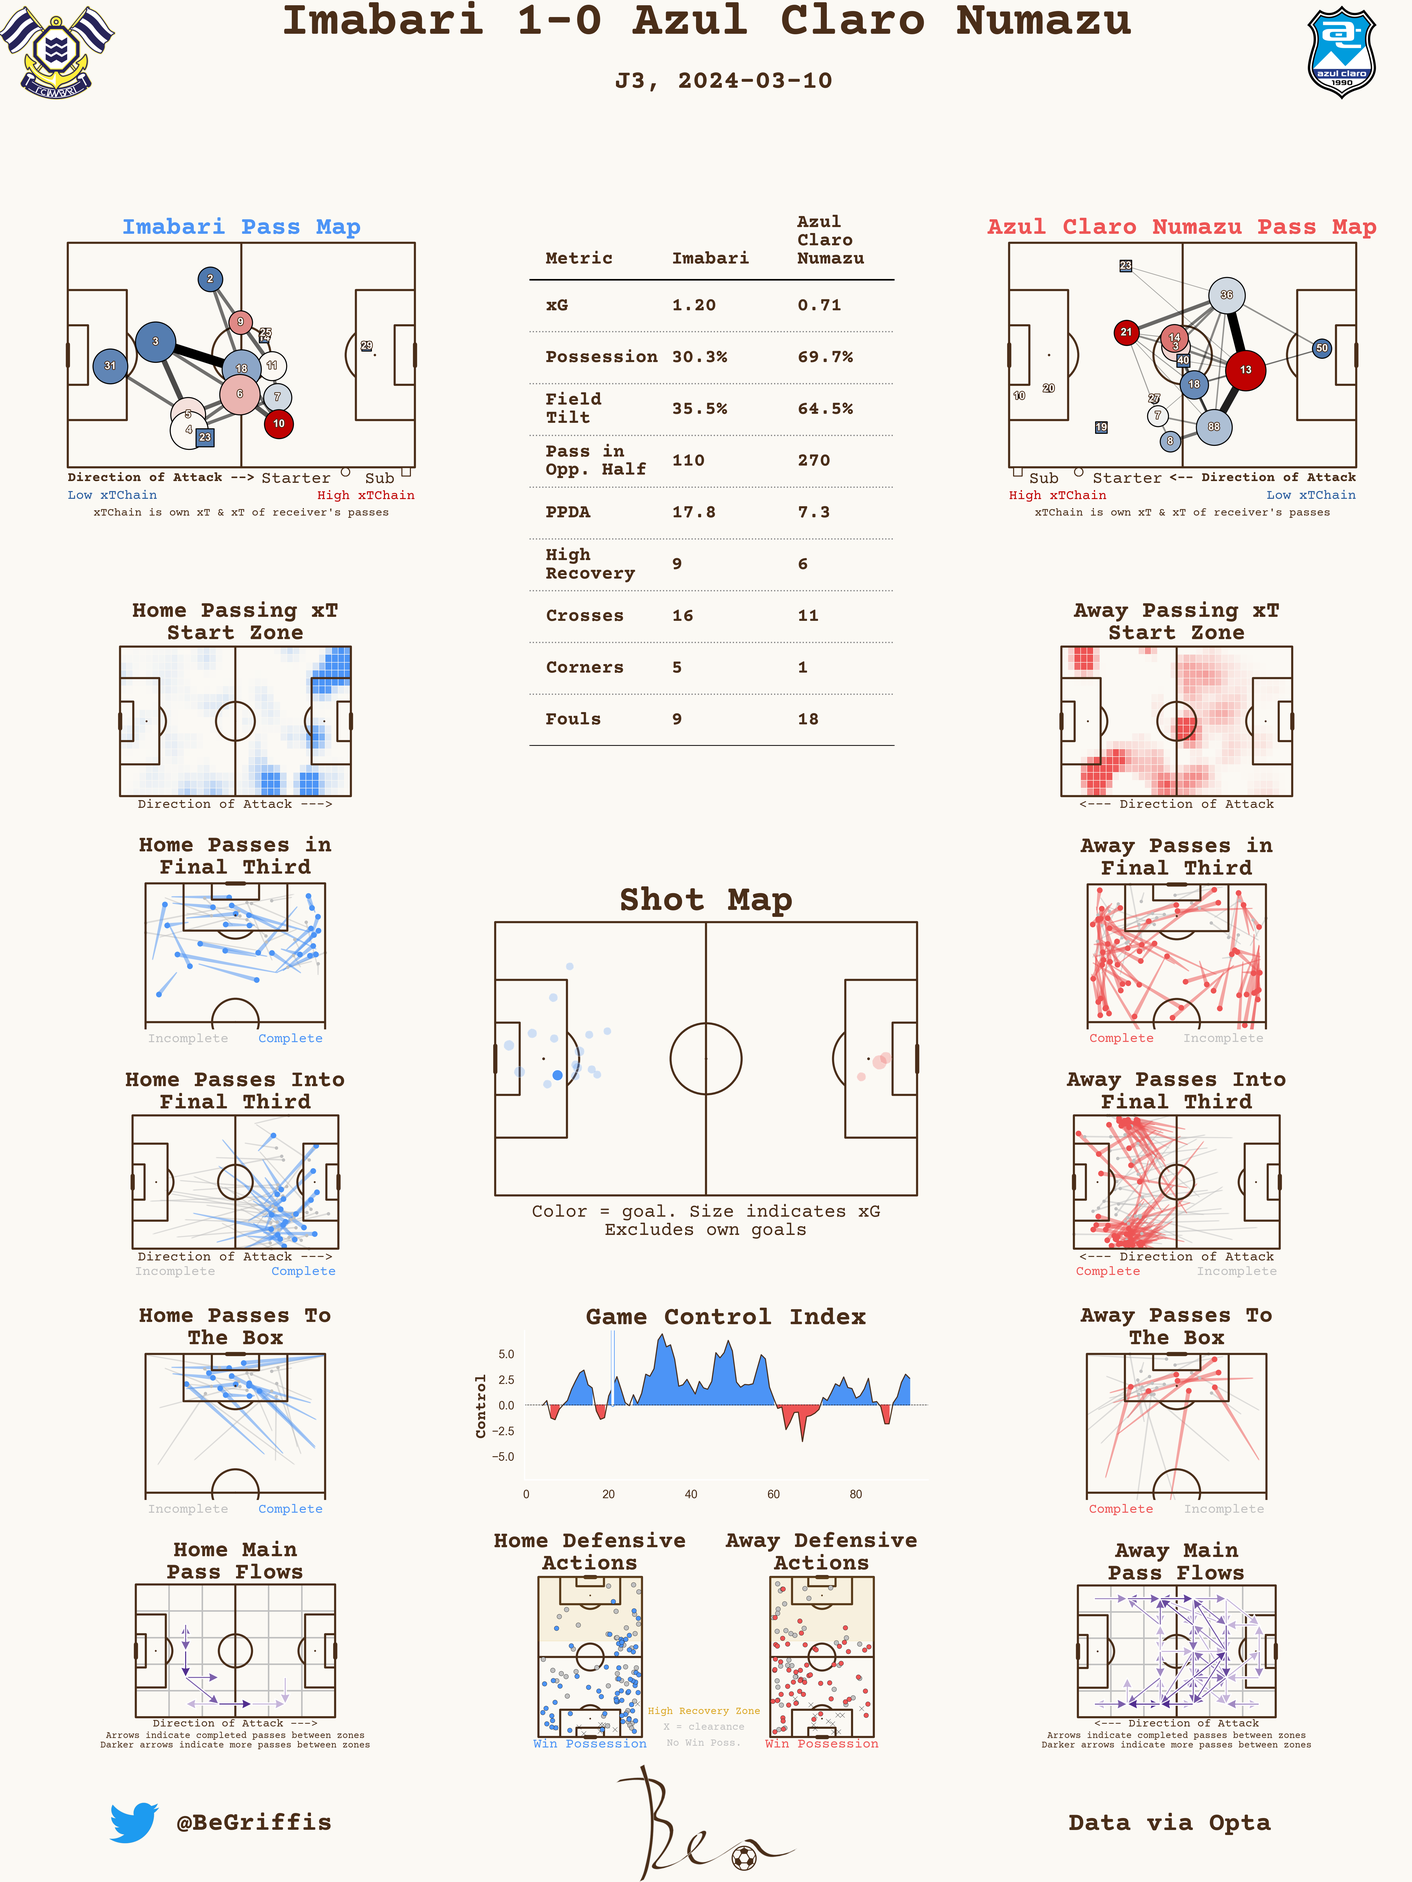 Imabari 1-0 Azul Claro Numazu
J3, 2024-03-10
FC IMABARI
azul claro
1990
Imabari Pass Map
2
9
25
29
3
31
18
11
6
7
5
4
23
10
Direction of Attack --> Starter Sub
Low xTChain High xTChain
xTChain is own xT & xT of receiver's passes
Metric Imabari Azul Claro Numazu
xG 1.20 0.71
Possession 30.3% 69.7%
Field Tilt 35.5% 64.5%
Pass in Opp. Half 110 270
PPDA 17.8 7.3
High Recovery 9 6
Crosses 16 11
Corners 5 1
Fouls 9 18
Azul Claro Numazu Pass Map
23
36
21
14
3
50
40
13
18
20
10
27
7
88
19
8
Sub Starter <-- Direction of Attack
High xTChain Low xTChain
xTChain is own xT & xT of receiver's passes
Home Passing xT
Start Zone
Direction of Attack --->
Away Passing xT
Start Zone
<--- Direction of Attack
Home Passes in
Final Third
Incomplete Complete
Away Passes in
Final Third
Complete Incomplete
Shot Map
Color = goal. Size indicates xG
Excludes own goals
Home Passes Into
Final Third
Direction of Attack --->
Incomplete Complete
Away Passes Into
Final Third
<--- Direction of Attack
Complete Incomplete
Home Passes To
The Box
Incomplete Complete
Game Control Index
Control
5.0
2.5
0.0
−2.5
−5.0
0 20 40 60 80
Away Passes To
The Box
Complete Incomplete
Home Main
Pass Flows
Direction of Attack --->
Arrows indicate completed passes between zones
Darker arrows indicate more passes between zones
Home Defensive
Actions
Win Possession
Away Defensive
Actions
Win Possession
High Recovery Zone
X = clearance
No Win Poss.
Away Main
Pass Flows
<--- Direction of Attack
Arrows indicate completed passes between zones
Darker arrows indicate more passes between zones
@BeGriffis
Ben
Data via Opta